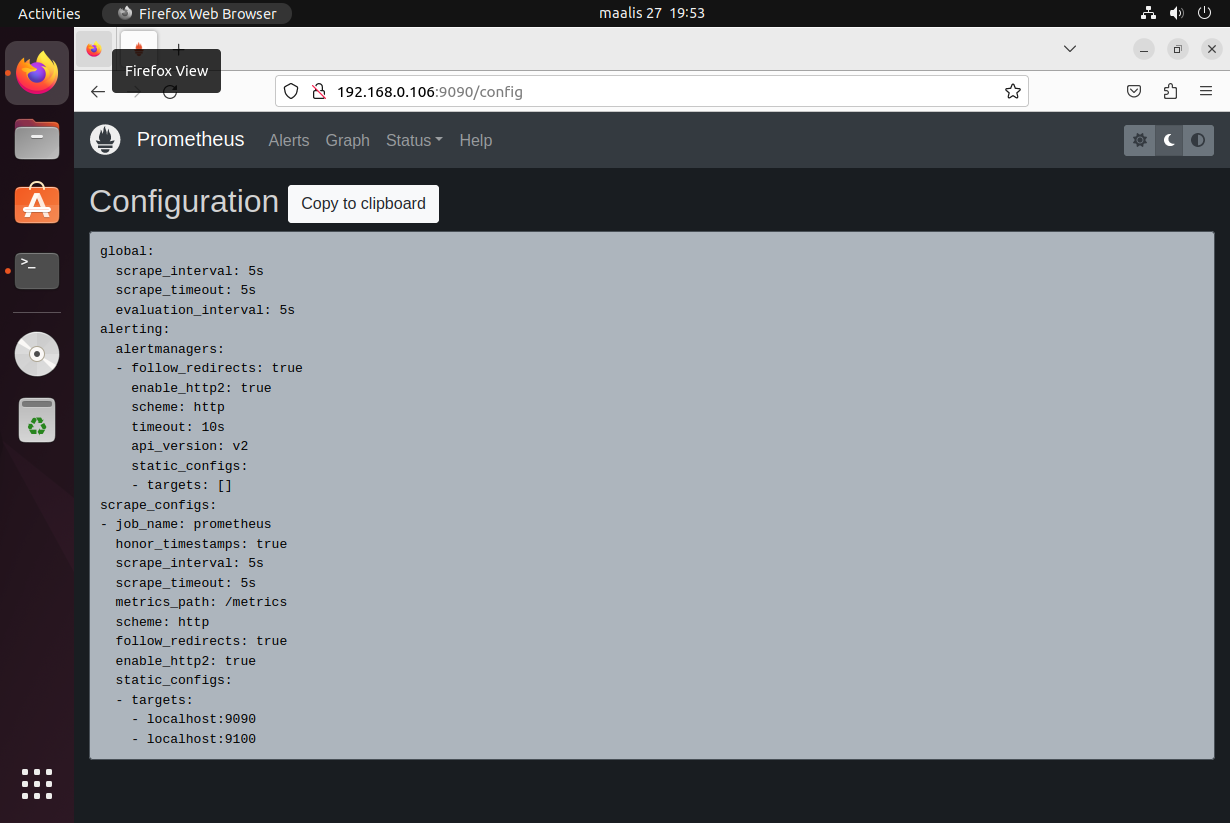 Activities
Firefox Web Browser
maalis 27 19:53
Firefox View
192.168.0.106:9090/config
Prometheus
Alerts
Graph
Status
Help
Configuration
Copy to clipboard
global:
  scrape_interval: 5s
  scrape_timeout: 5s
  evaluation_interval: 5s
alerting:
  alertmanagers:
  - follow_redirects: true
    enable_http2: true
    scheme: http
    timeout: 10s
    api_version: v2
    static_configs:
    - targets: []
scrape_configs:
- job_name: prometheus
  honor_timestamps: true
  scrape_interval: 5s
  scrape_timeout: 5s
  metrics_path: /metrics
  scheme: http
  follow_redirects: true
  enable_http2: true
  static_configs:
  - targets:
    - localhost:9090
    - localhost:9100